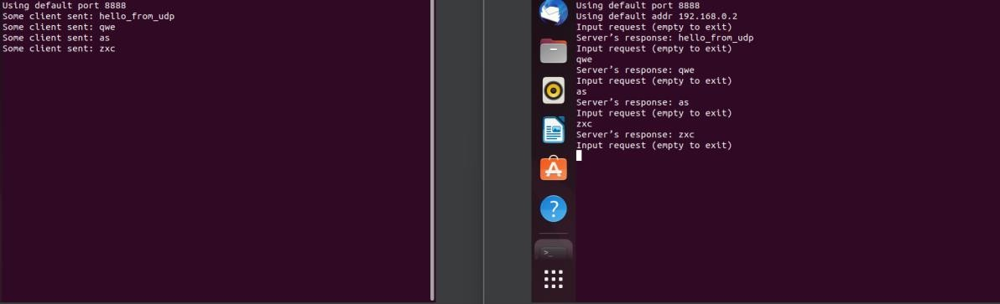 Using default port 8888
Some client sent: hello_from_udp
Some client sent: qwe
Some client sent: as
Some client sent: zxc
Using default port 8888
Using default addr 192.168.0.2
Input request (empty to exit)
Server's response: hello_from_udp
Input request (empty to exit)
qwe
Server's response: qwe
Input request (empty to exit)
as
Server's response: as
Input request (empty to exit)
zxc
Server's response: zxc
Input request (empty to exit)